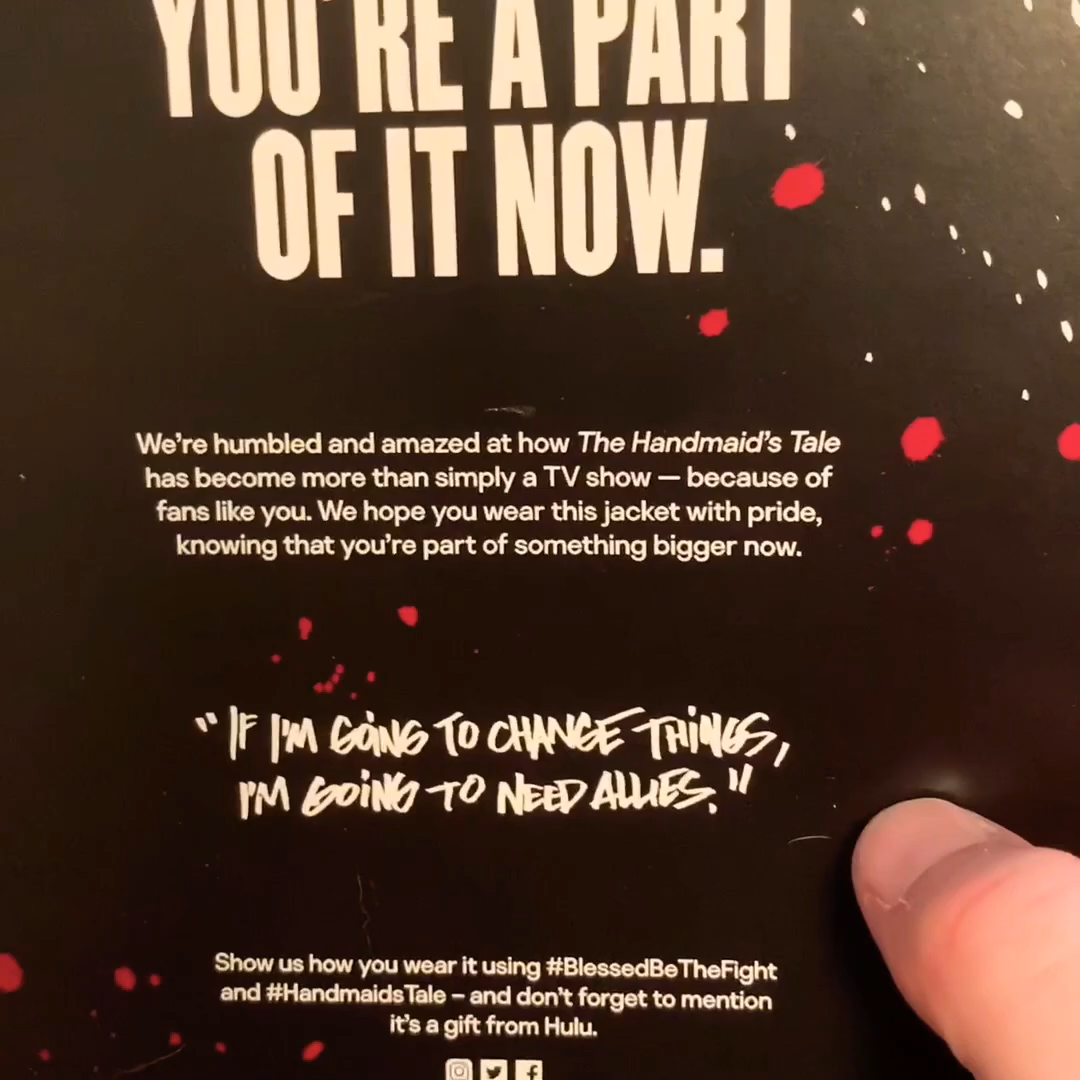 YOU'RE A PART
OF IT NOW.
We're humbled and amazed at how The Handmaid's Tale
has become more than simply a TV show — because of
fans like you. We hope you wear this jacket with pride,
knowing that you're part of something bigger now.
"IF I'M GOING TO CHANGE THINGS,
I'M GOING TO NEED ALLIES."
Show us how you wear it using #BlessedBeTheFight
and #HandmaidsTale – and don't forget to mention
it's a gift from Hulu.